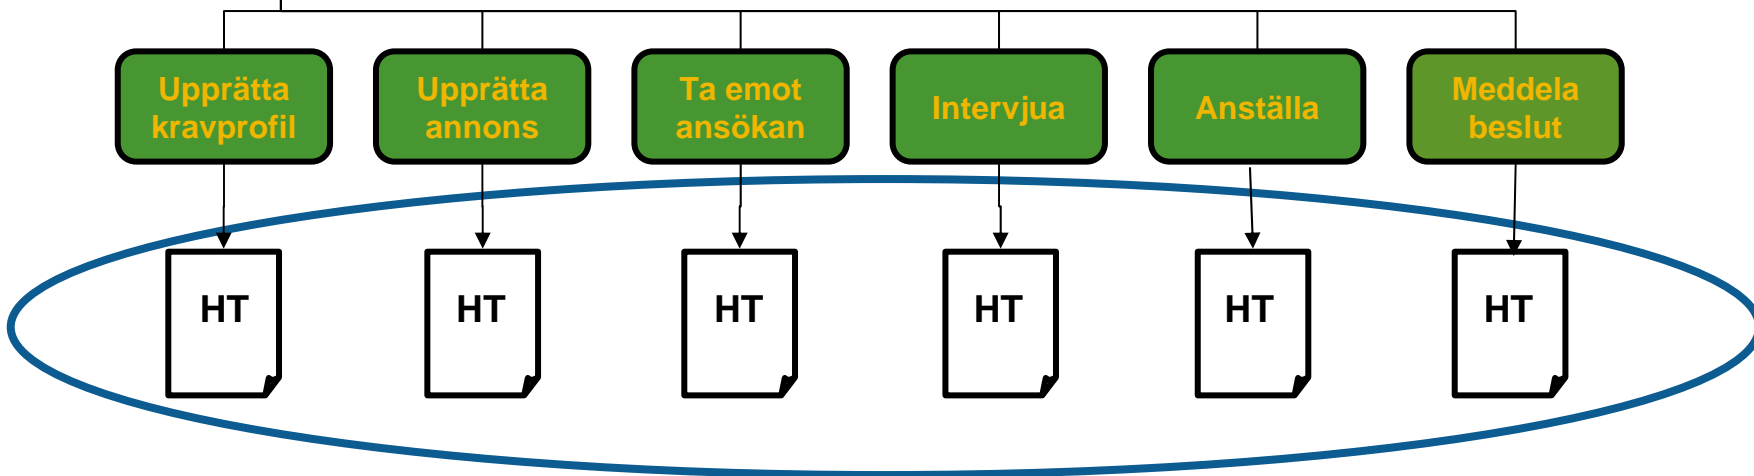 Upprätta
kravprofil
Upprätta
annons
Ta emot
ansökan
Intervjua
Anställa
Meddela
beslut
HT
HT
HT
HT
HT
HT